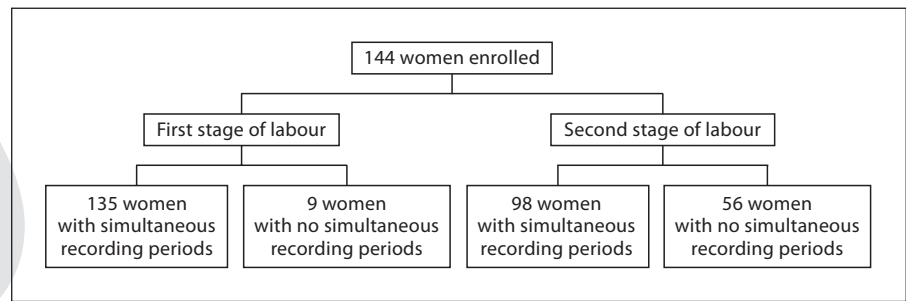 144 women enrolled
First stage of labour
Second stage of labour
135 women
with simultaneous
recording periods
9 women
with no simultaneous
recording periods
98 women
with simultaneous
recording periods
56 women
with no simultaneous
recording periods